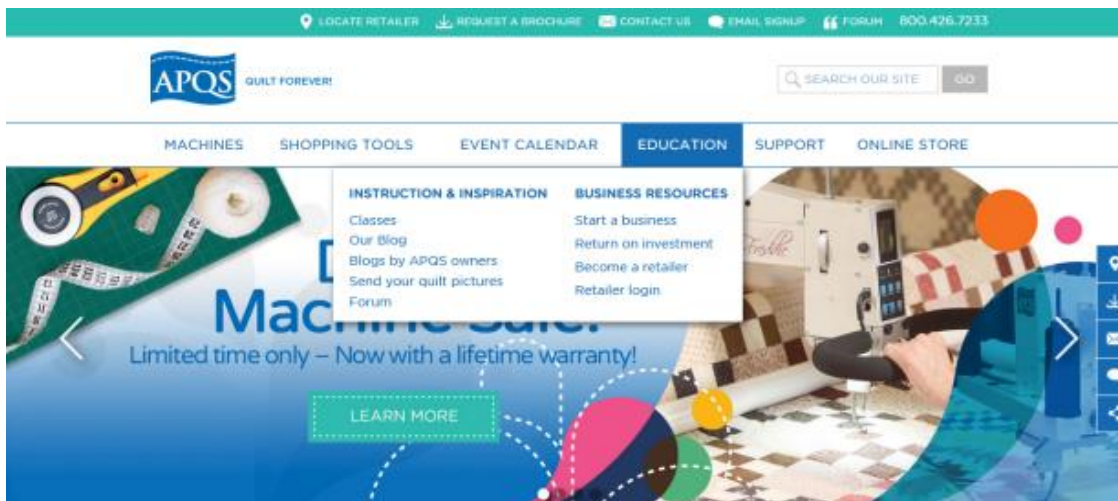 LOCATE RETAILER REQUEST A BROCHURE CONTACT US EMAIL SIGNUP FORUM 800.426.7233
APQS QUILT FOREVER!
SEARCH OUR SITE GO
MACHINES SHOPPING TOOLS EVENT CALENDAR EDUCATION SUPPORT ONLINE STORE
INSTRUCTION & INSPIRATION
Classes
Our Blog
Blogs by APQS owners
Send your quilt pictures
Forum
BUSINESS RESOURCES
Start a business
Return on investment
Become a retailer
Retailer login
Freddie
Machine Sale!
Limited time only – Now with a lifetime warranty!
LEARN MORE